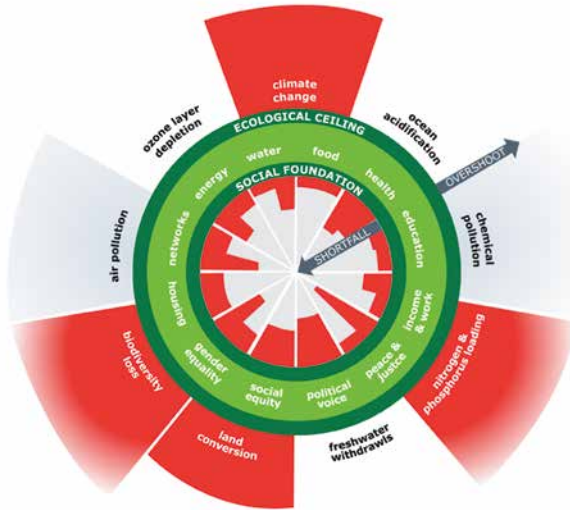 climate
change
ozone layer
depletion
ocean
acidification
ECOLOGICAL CEILING
OVERSHOOT
water
food
energy
health
SOCIAL FOUNDATION
networks
education
SHORTFALL
air pollution
chemical
pollution
housing
income
& work
gender
equality
peace &
justce
social
equity
political
voice
biodiversity
loss
nitrogen &
phosphorus loading
land
conversion
freshwater
withdrawls